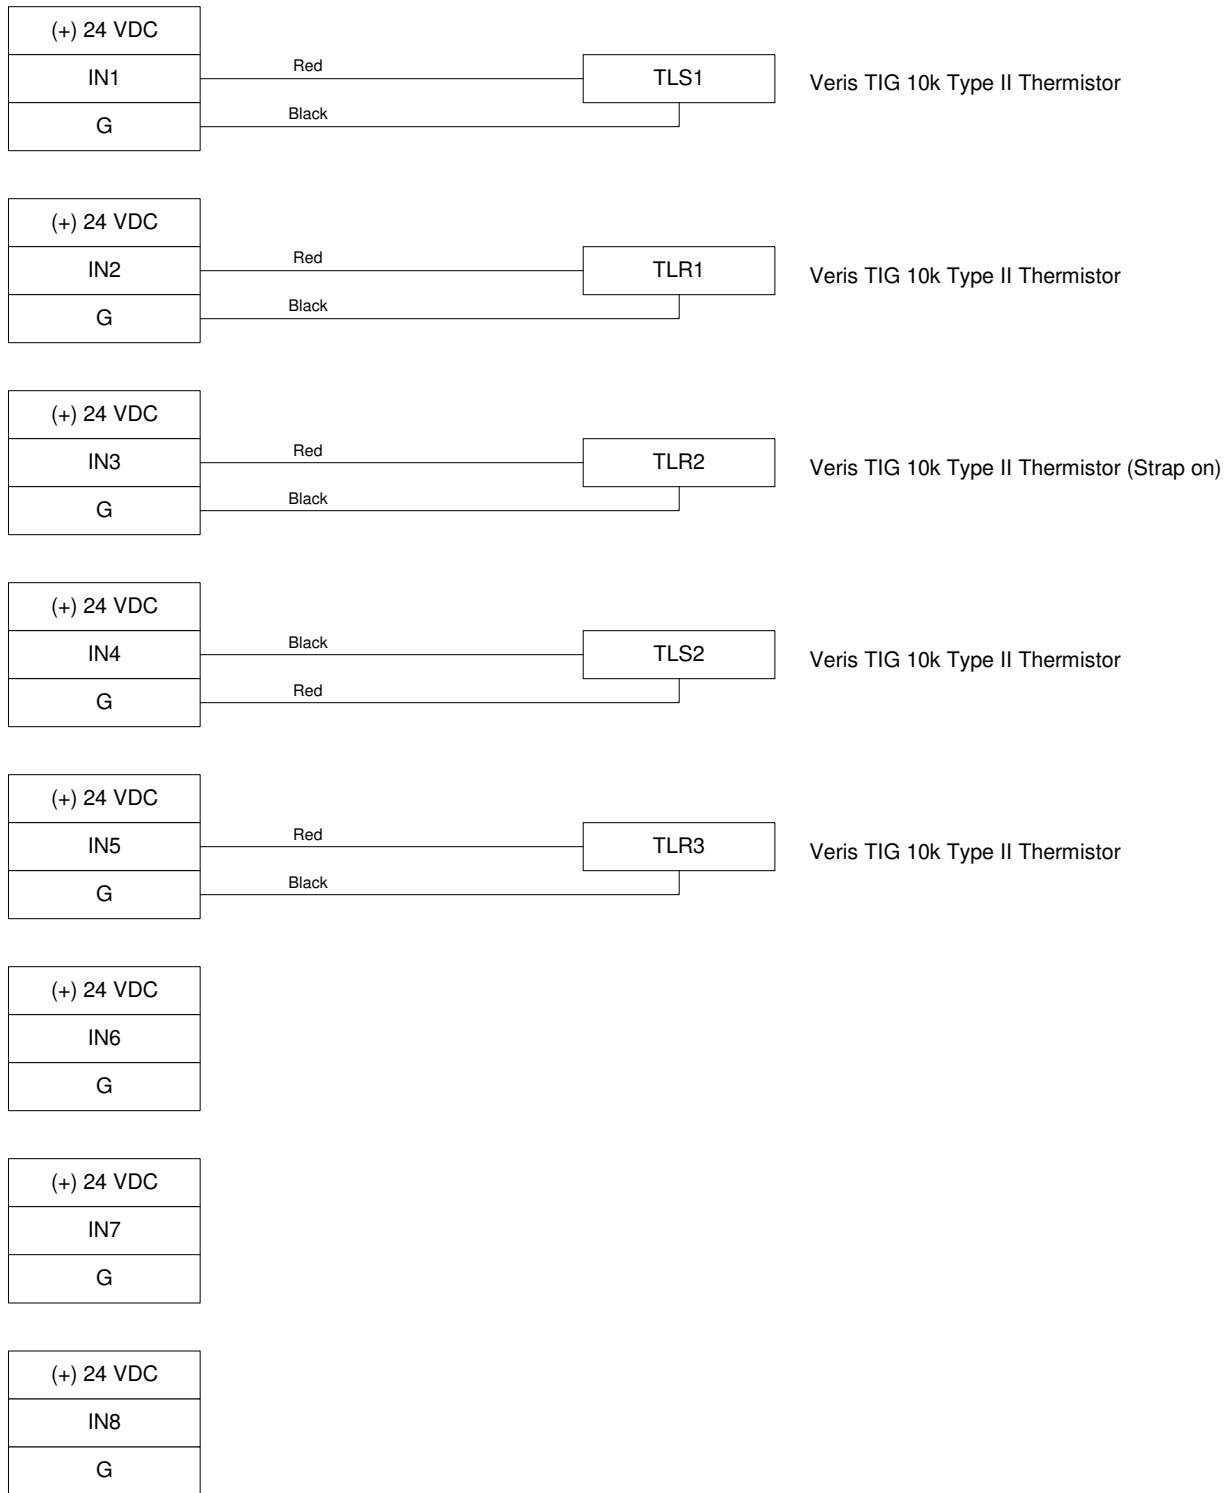 (+) 24 VDC
IN1
Red
TLS1
Veris TIG 10k Type II Thermistor
G
Black
(+) 24 VDC
IN2
Red
TLR1
Veris TIG 10k Type II Thermistor
G
Black
(+) 24 VDC
IN3
Red
TLR2
Veris TIG 10k Type II Thermistor (Strap on)
G
Black
(+) 24 VDC
IN4
Black
TLS2
Veris TIG 10k Type II Thermistor
G
Red
(+) 24 VDC
IN5
Red
TLR3
Veris TIG 10k Type II Thermistor
G
Black
(+) 24 VDC
IN6
G
(+) 24 VDC
IN7
G
(+) 24 VDC
IN8
G